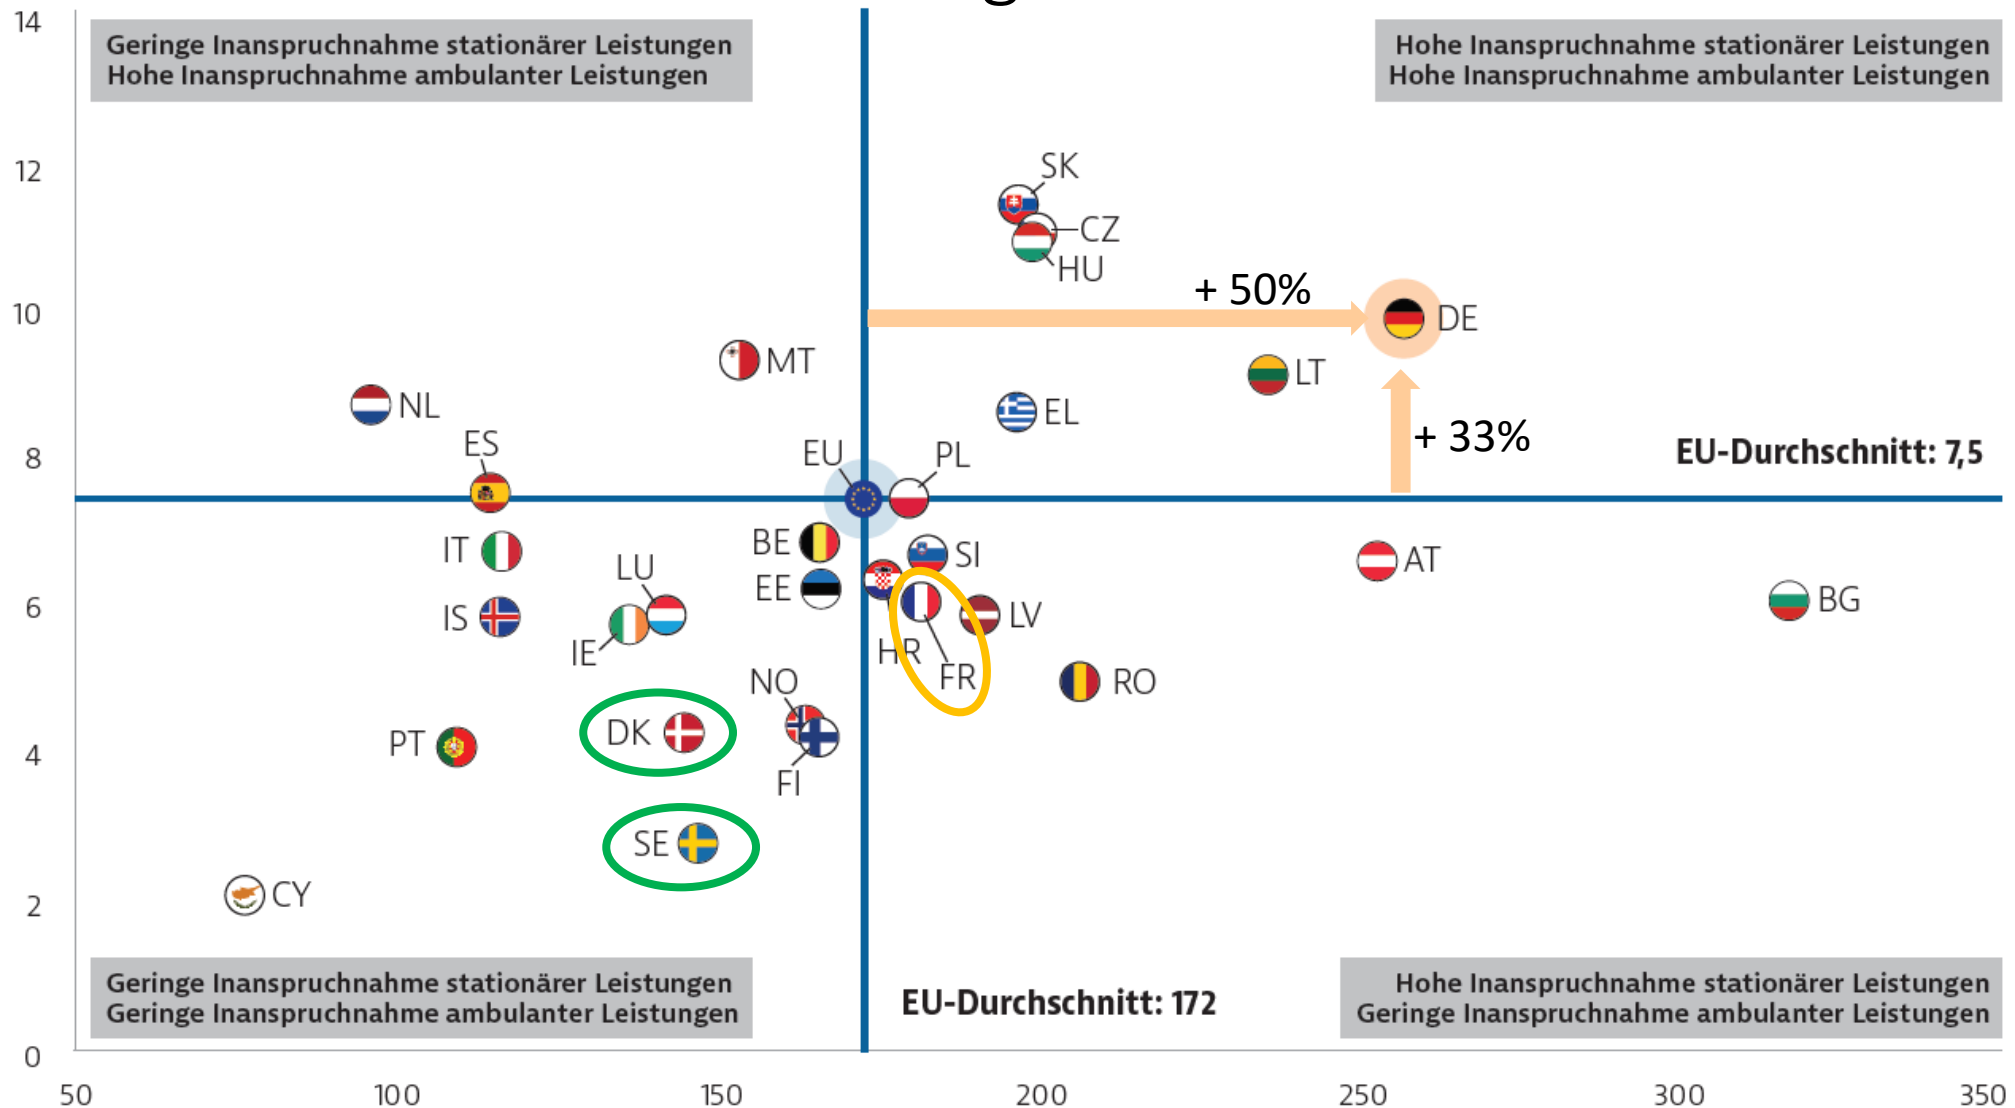 g
14
Geringe Inanspruchnahme stationärer Leistungen
Hohe Inanspruchnahme ambulanter Leistungen
Hohe Inanspruchnahme stationärer Leistungen
Hohe Inanspruchnahme ambulanter Leistungen
12
SK
CZ
HU
10
+ 50%
DE
MT
LT
NL
EL
+ 33%
8
ES
EU
PL
EU-Durchschnitt: 7,5
IT
BE
SI
AT
LU
EE
6
IS
IE
HR
FR
LV
BG
NO
RO
DK
PT
4
FI
SE
2
CY
Geringe Inanspruchnahme stationärer Leistungen
Geringe Inanspruchnahme ambulanter Leistungen
EU-Durchschnitt: 172
Hohe Inanspruchnahme stationärer Leistungen
Geringe Inanspruchnahme ambulanter Leistungen
0
50 100 150 200 250 300 350